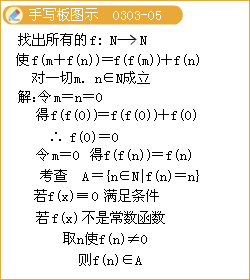 手写板图示 0303-05
找出所有的f: N→N
使f(m+f(n))=f(f(m))+f(n)
对一切m. n∈N成立
解:令m=n=0
得f(f(0))=f(f(0))+f(0)
∴ f(0)=0
令m=0 得f(f(n))=f(n)
考查 A={n∈N|f(n)=n}
若f(x)≡0 满足条件
若f(x)不是常数函数
取n使f(n)≠0
则f(n)∈A